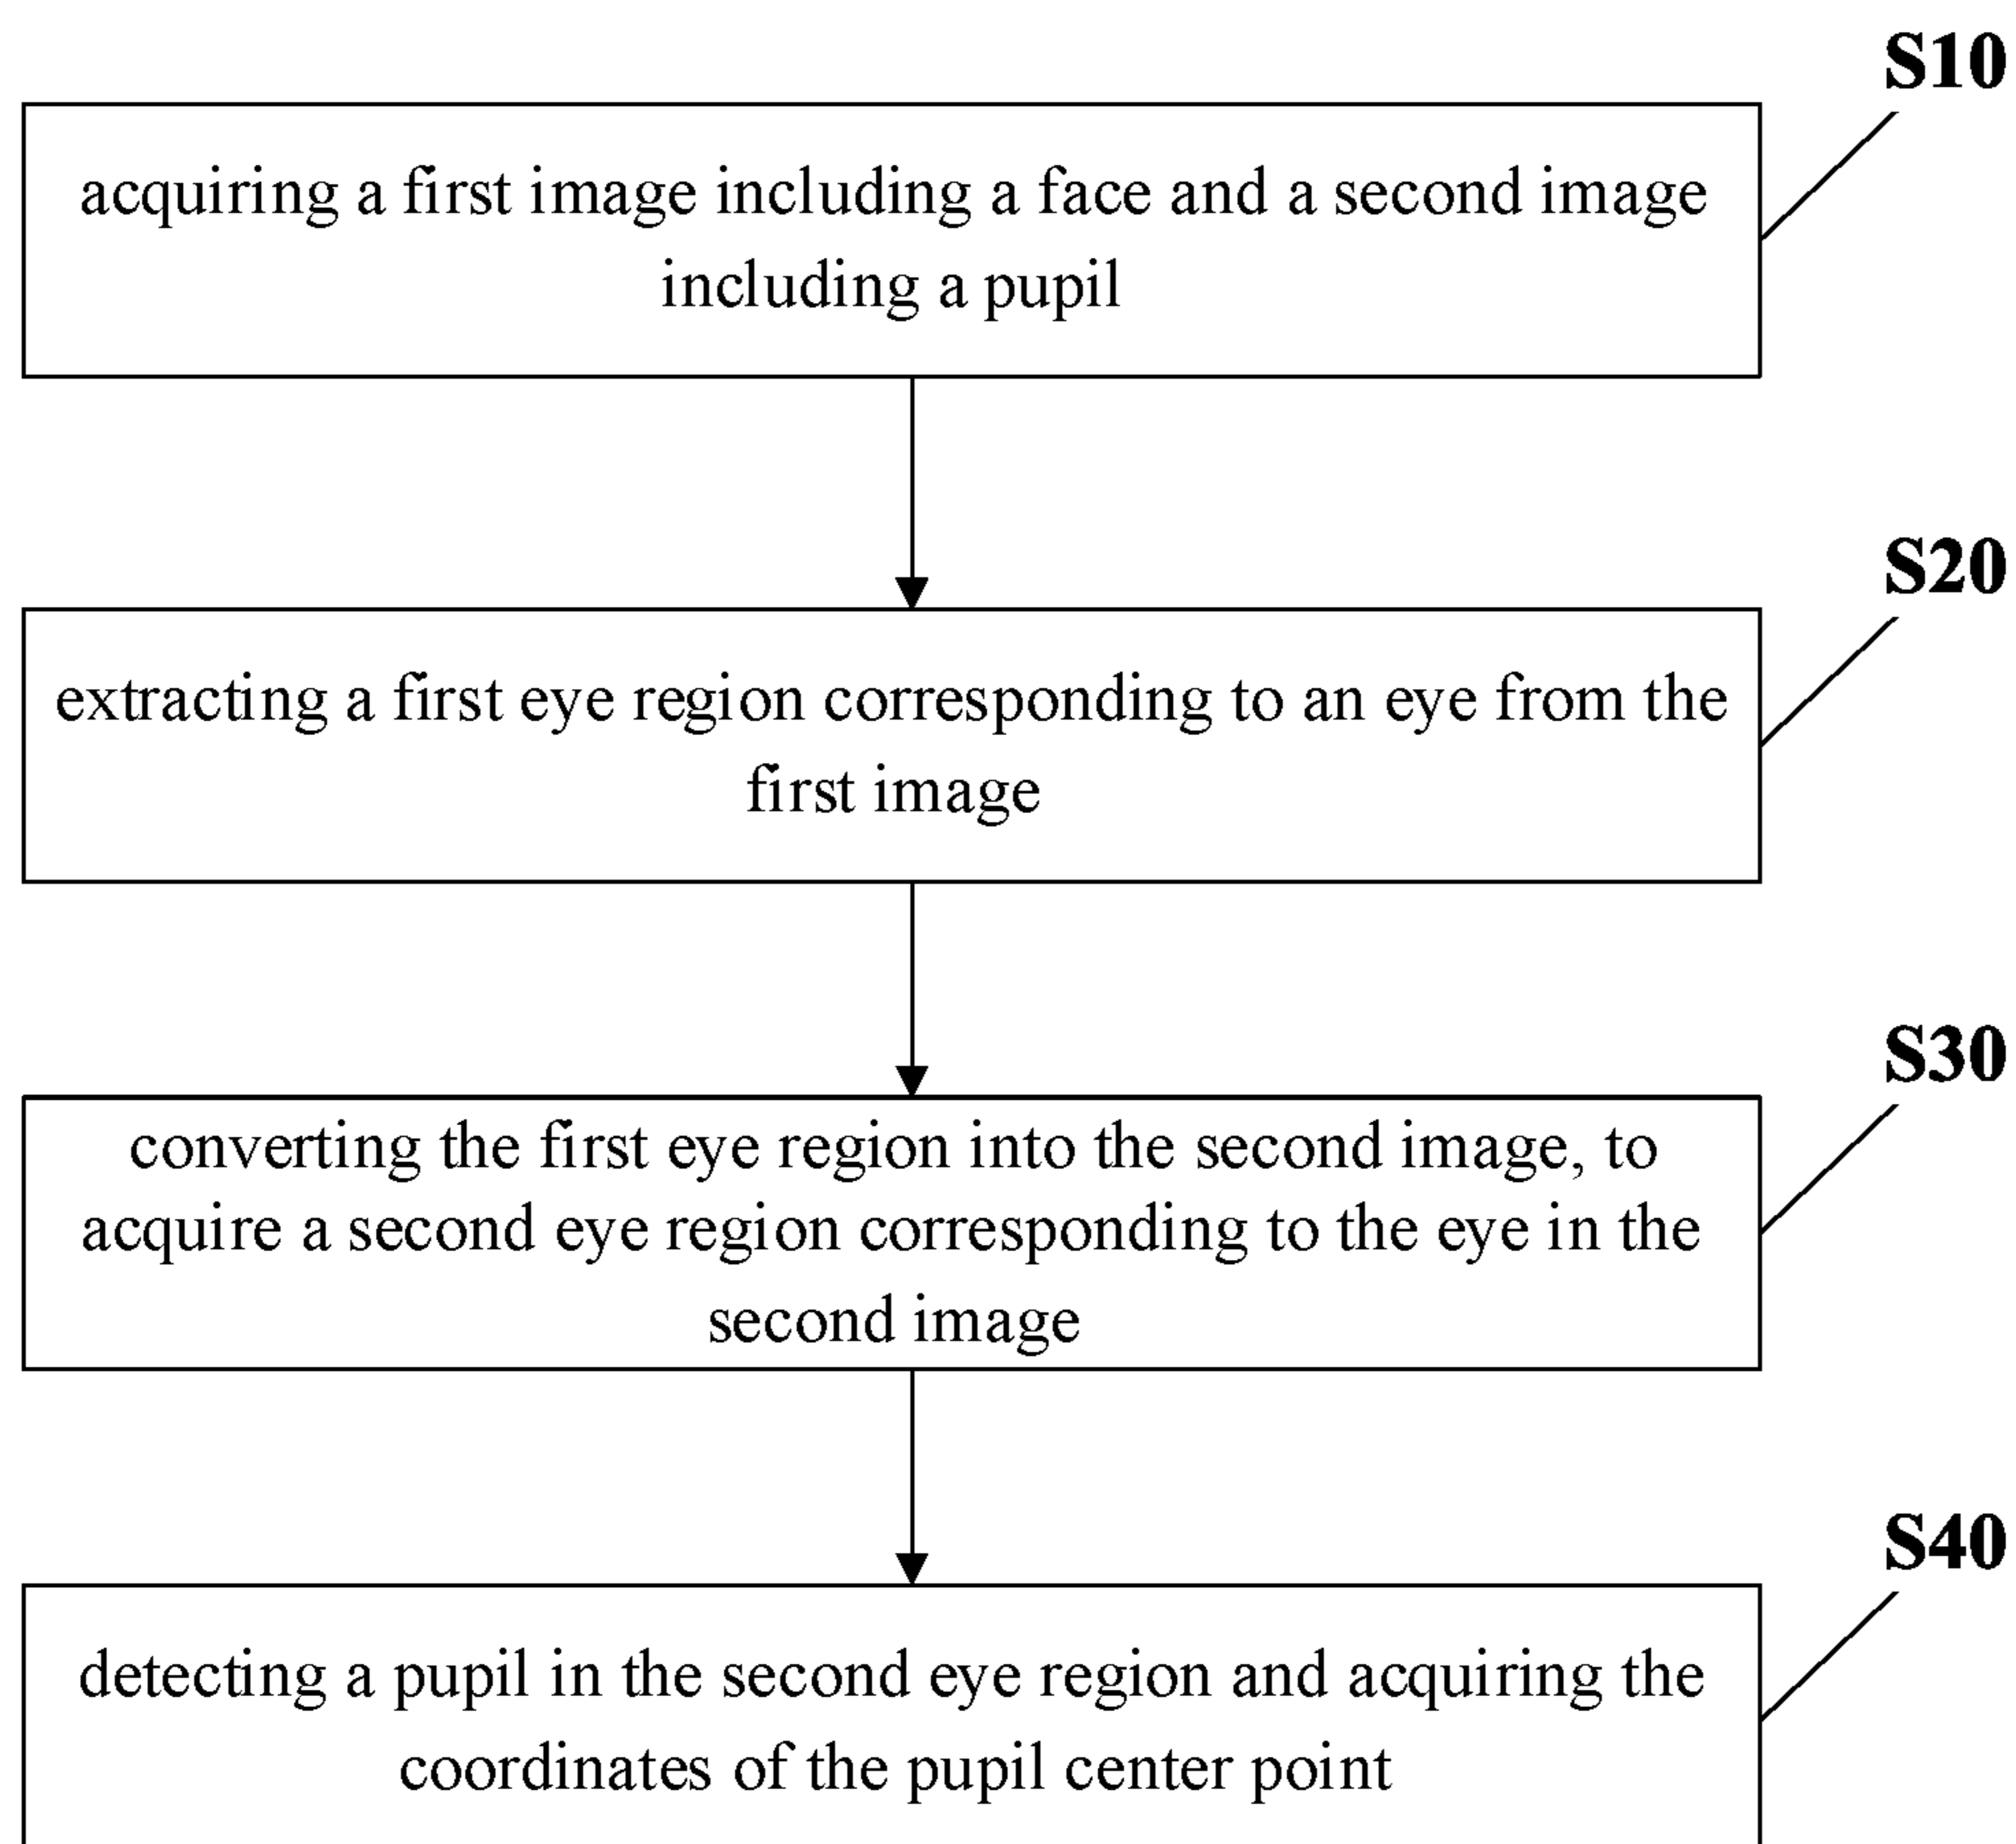 S10
acquiring a first image including a face and a second image
including a pupil
S20
extracting a first eye region corresponding to an eye from the
first image
S30
converting the first eye region into the second image, to
acquire a second eye region corresponding to the eye in the
second image
S40
detecting a pupil in the second eye region and acquiring the
coordinates of the pupil center point